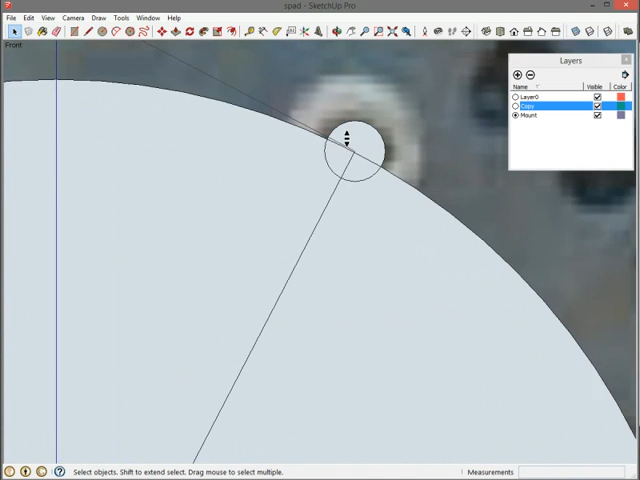 spad - SketchUp Pro
File Edit View Camera Draw Tools Window Help
Front
Layers
Name Visible Color
Layer0
Copy
Mount
Select objects. Shift to extend select. Drag mouse to select multiple.
Measurements